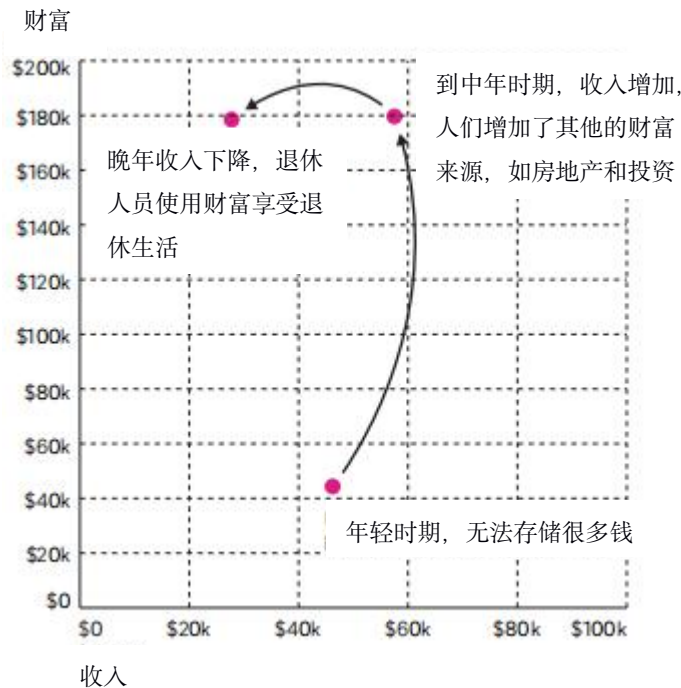 财富
$200k
$180k
$160k
$140k
$120k
$100k
$80k
$60k
$40k
$20k
$0
到中年时期，收入增加，
人们增加了其他的财富
来源，如房地产和投资
晚年收入下降，退休
人员使用财富享受退
休生活
年轻时期，无法存储很多钱
$0 $20k $40k $60k $80k $100k
收入